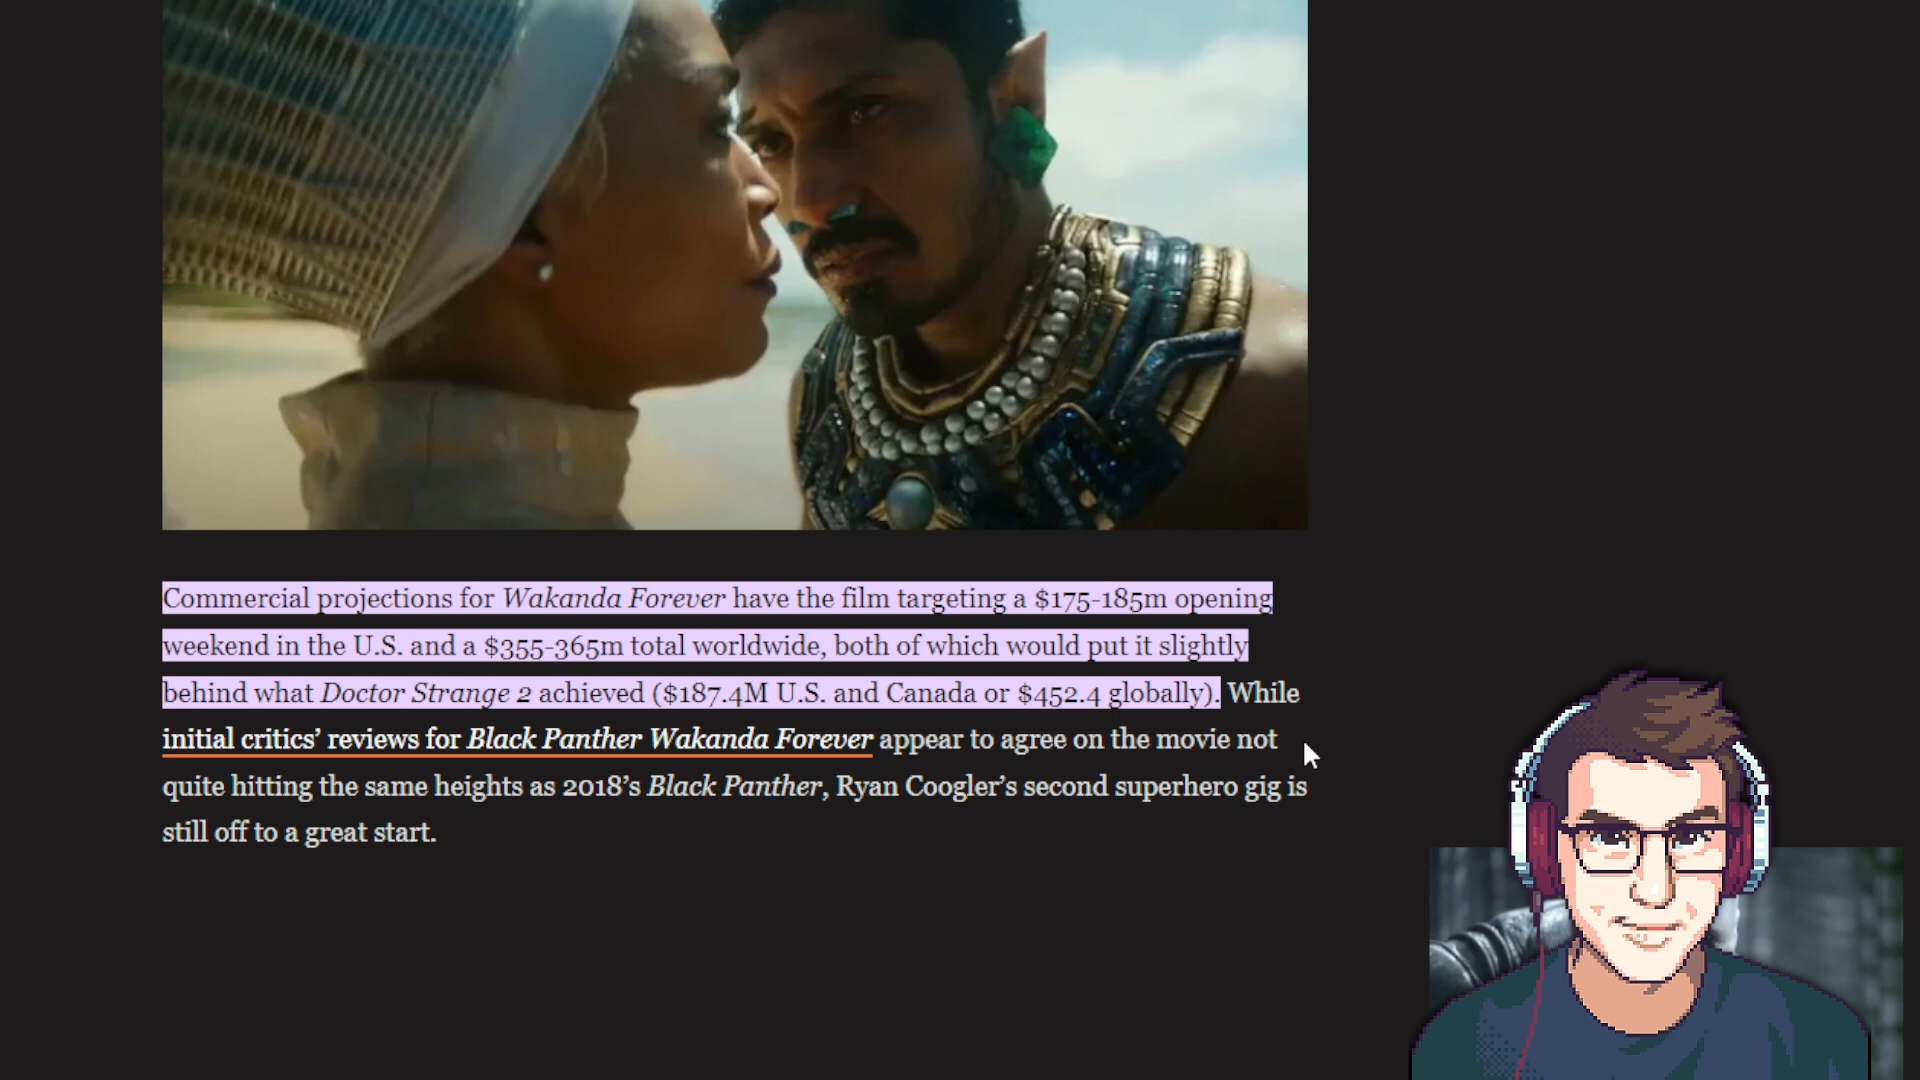 Commercial projections for Wakanda Forever have the film targeting a $175-185m opening
weekend in the U.S. and a $355-365m total worldwide, both of which would put it slightly
behind what Doctor Strange 2 achieved ($187.4M U.S. and Canada or $452.4 globally). While
initial critics’ reviews for Black Panther Wakanda Forever appear to agree on the movie not
quite hitting the same heights as 2018’s Black Panther, Ryan Coogler’s second superhero gig is
still off to a great start.